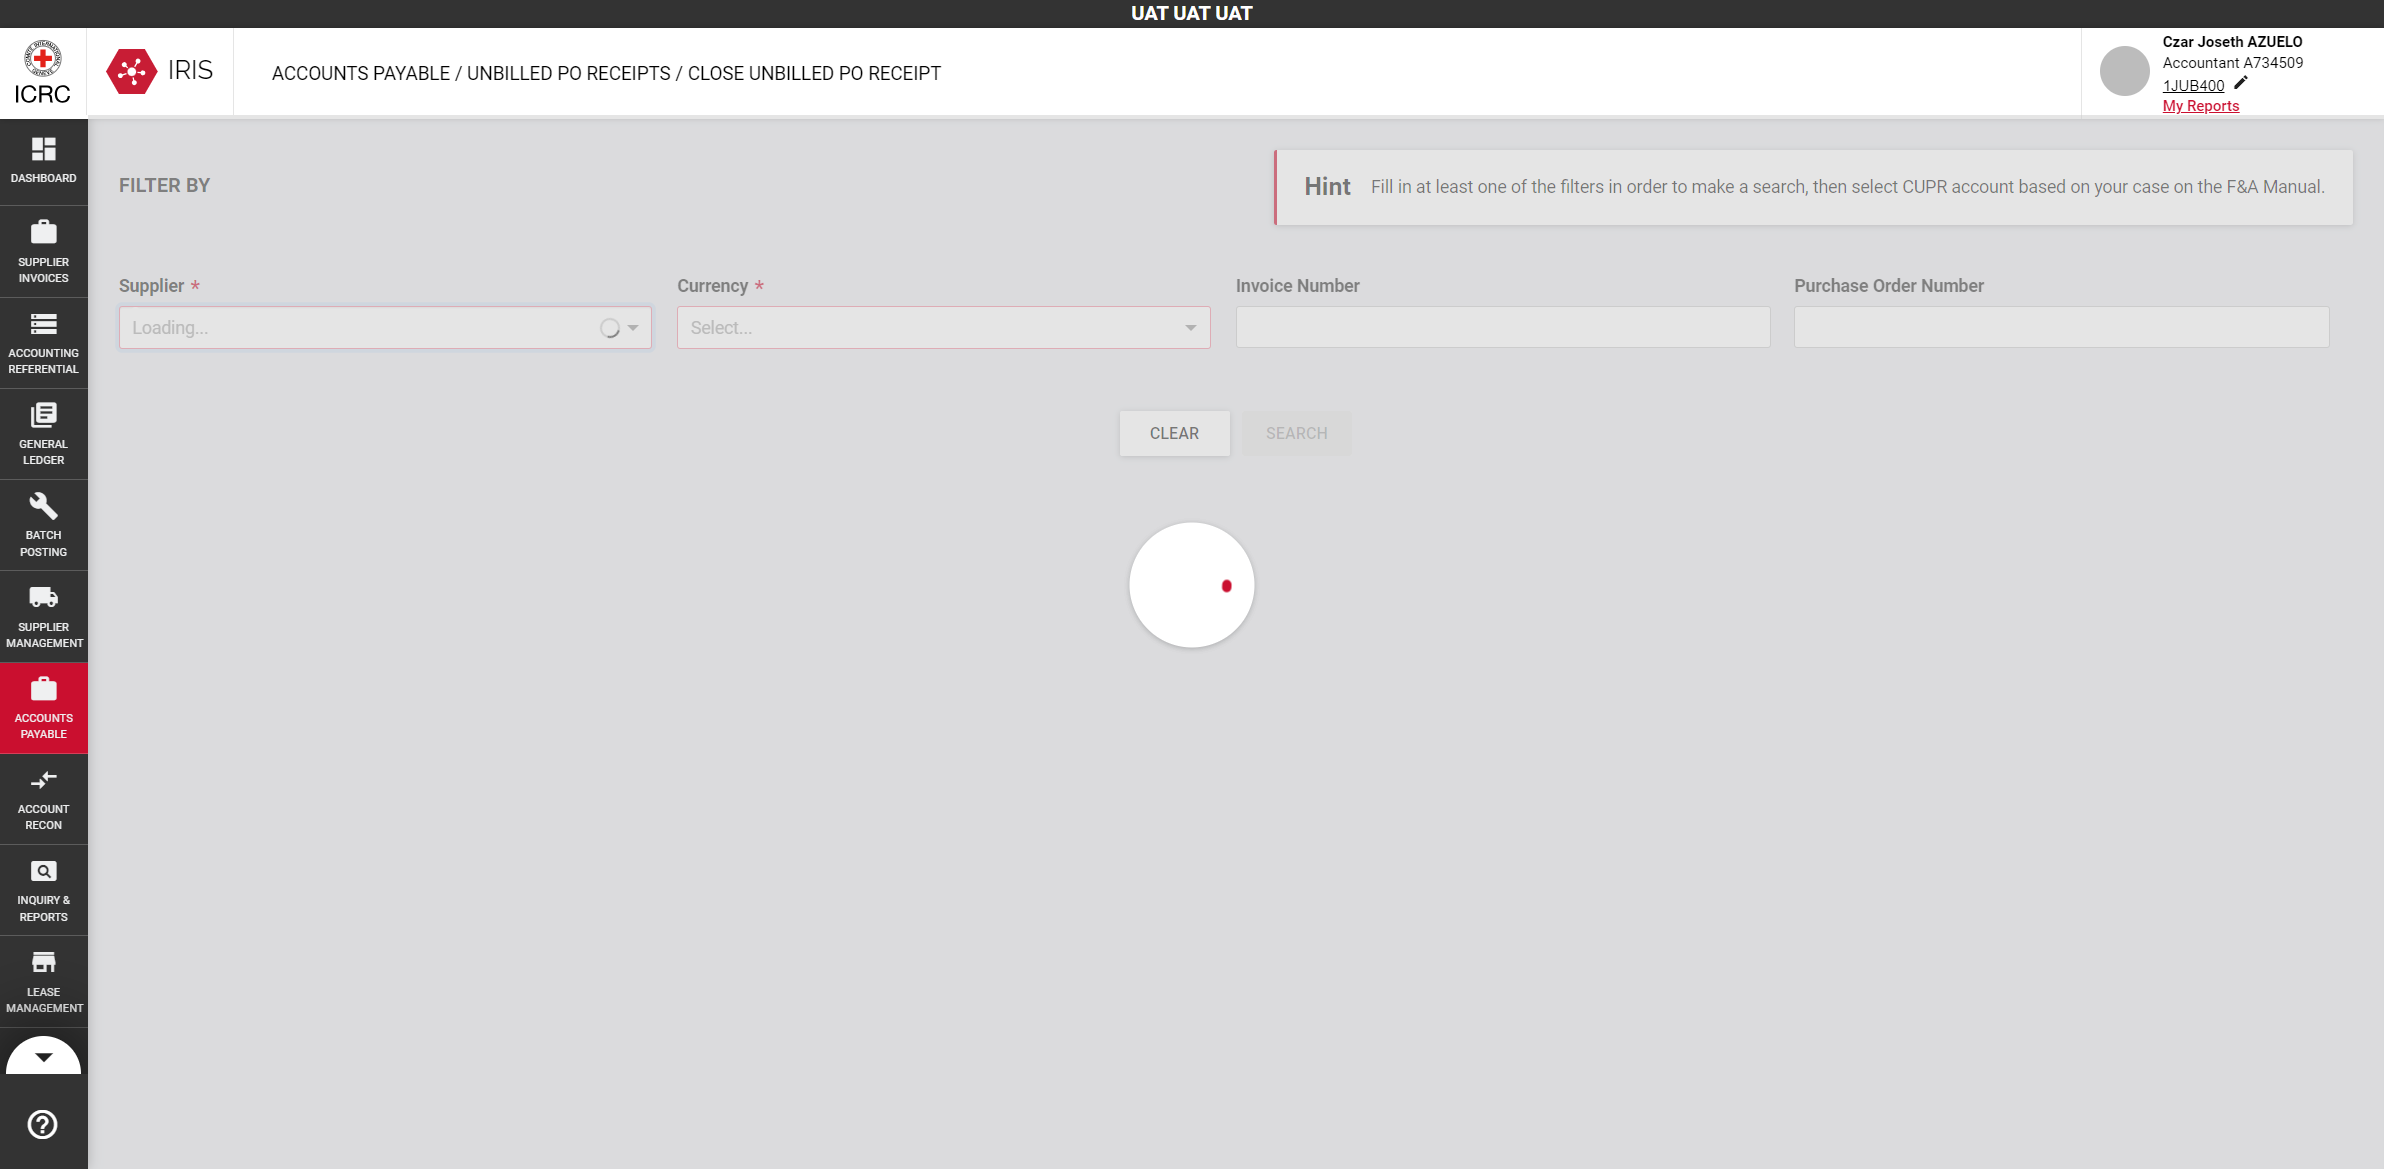 UAT UAT UAT
ICRC
IRIS
ACCOUNTS PAYABLE / UNBILLED PO RECEIPTS / CLOSE UNBILLED PO RECEIPT
Czar Joseth AZUELO
Accountant A734509
1JUB400
My Reports
DASHBOARD
SUPPLIER
INVOICES
ACCOUNTING
REFERENTIAL
GENERAL
LEDGER
BATCH
POSTING
SUPPLIER
MANAGEMENT
ACCOUNTS
PAYABLE
ACCOUNT
RECON
INQUIRY &
REPORTS
LEASE
MANAGEMENT
FILTER BY
Hint Fill in at least one of the filters in order to make a search, then select CUPR account based on your case on the F&A Manual.
Supplier *
Currency *
Invoice Number
Purchase Order Number
Loading...
Select...
CLEAR
SEARCH